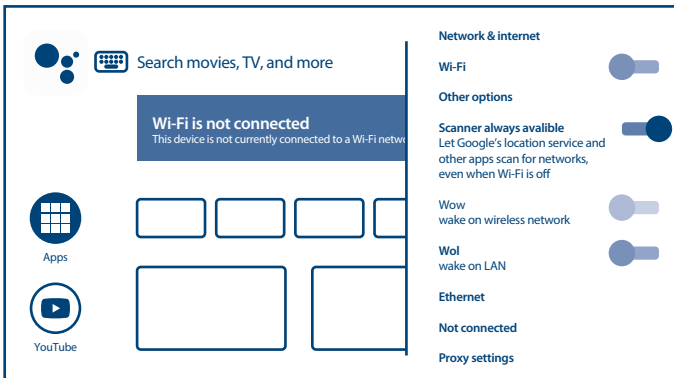 Search movies, TV, and more
Wi-Fi is not connected
This device is not currently connected to a Wi-Fi netwo
Apps
YouTube
Network & internet
Wi-Fi
Other options
Scanner always avalible
Let Google's location service and
other apps scan for networks,
even when Wi-Fi is off
Wow
wake on wireless network
Wol
wake on LAN
Ethernet
Not connected
Proxy settings